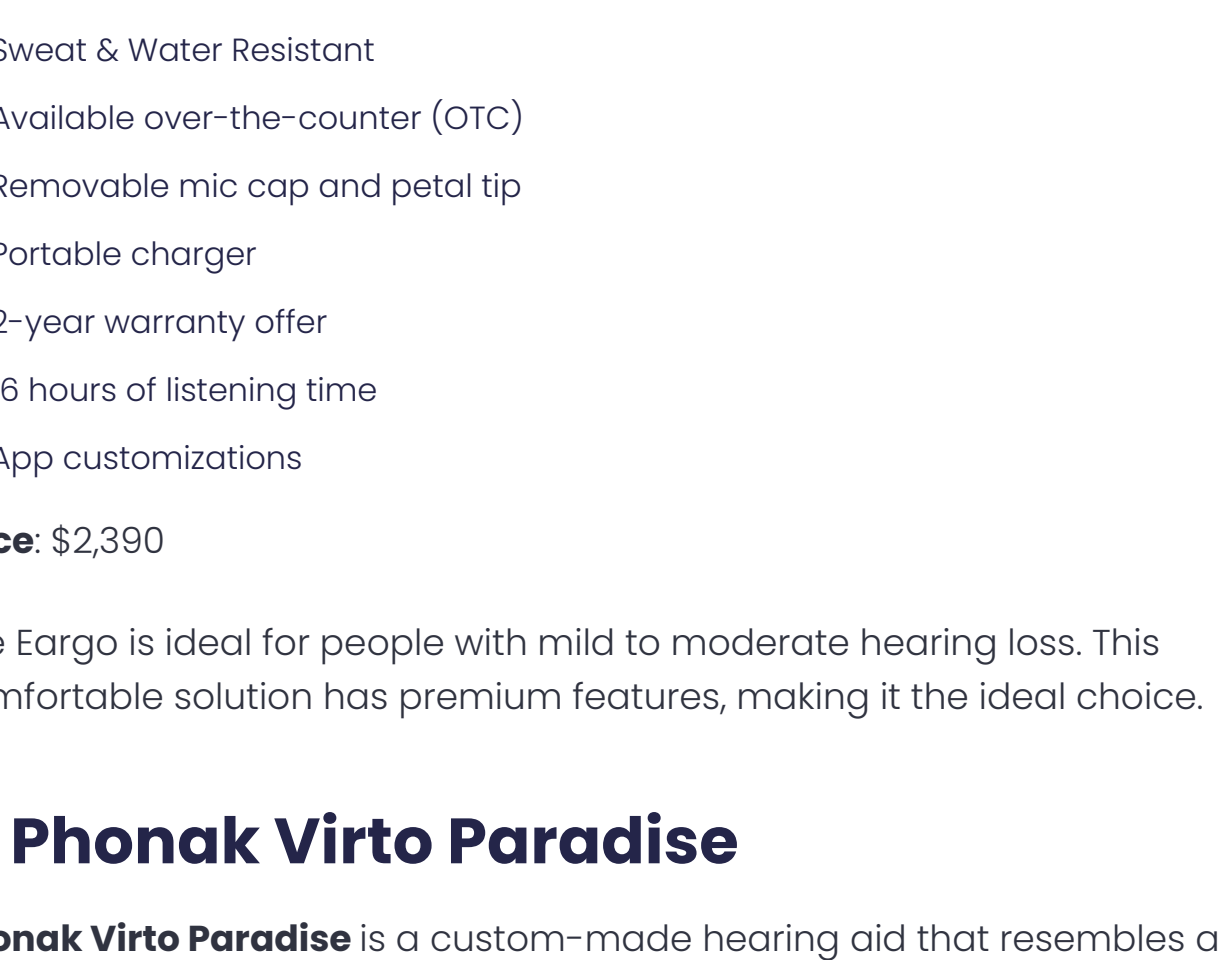 Sweat & Water Resistant
Available over-the-counter (OTC)
Removable mic cap and petal tip
Portable charger
2-year warranty offer
6 hours of listening time
App customizations
ce: $2,390
e Eargo is ideal for people with mild to moderate hearing loss. This
mfortable solution has premium features, making it the ideal choice.
Phonak Virto Paradise
onak Virto Paradise is a custom-made hearing aid that resembles a